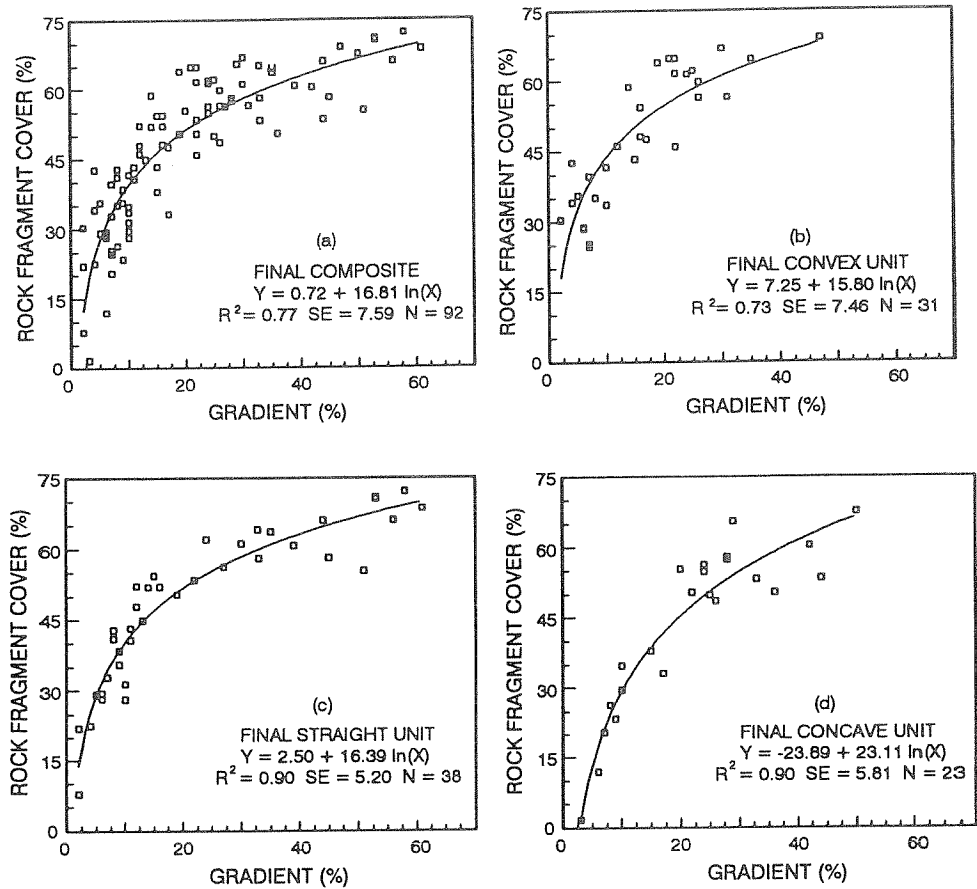 75
60
45
30
15
0
ROCK FRAGMENT COVER (%)
(a)
FINAL COMPOSITE
Y = 0.72 + 16.81 ln(X)
R² = 0.77 SE = 7.59 N = 92
0 20 40 60
GRADIENT (%)
75
60
45
30
15
0
ROCK FRAGMENT COVER (%)
(b)
FINAL CONVEX UNIT
Y = 7.25 + 15.80 ln(X)
R² = 0.73 SE = 7.46 N = 31
0 20 40 60
GRADIENT (%)
75
60
45
30
15
0
ROCK FRAGMENT COVER (%)
(c)
FINAL STRAIGHT UNIT
Y = 2.50 + 16.39 ln(X)
R² = 0.90 SE = 5.20 N = 38
0 20 40 60
GRADIENT (%)
75
60
45
30
15
0
ROCK FRAGMENT COVER (%)
(d)
FINAL CONCAVE UNIT
Y = -23.89 + 23.11 ln(X)
R² = 0.90 SE = 5.81 N = 23
0 20 40 60
GRADIENT (%)